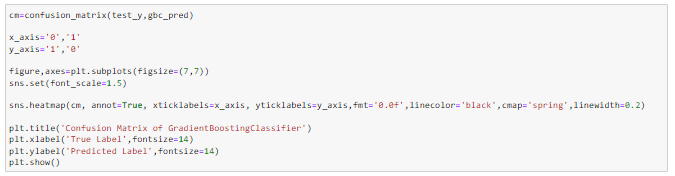 cm=confusion_matrix(test_y,gbc_pred)
x_axis='0','1'
y_axis='1','0'
figure,axes=plt.subplots(figsize=(7,7))
sns.set(font_scale=1.5)
sns.heatmap(cm, annot=True, xticklabels=x_axis, yticklabels=y_axis,fmt='0.0f',linecolor='black',cmap='spring',linewidth=0.2)
plt.title('Confusion Matrix of GradientBoostingClassifier')
plt.xlabel('True Label',fontsize=14)
plt.ylabel('Predicted Label',fontsize=14)
plt.show()